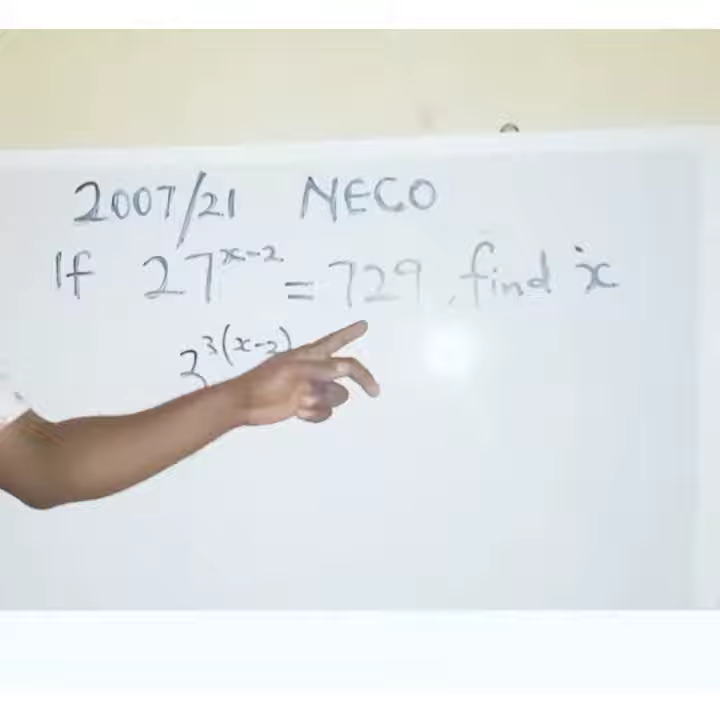 2007/21 NECO
If 27^{x-2} = 729, find x
3^{3(x-2)}